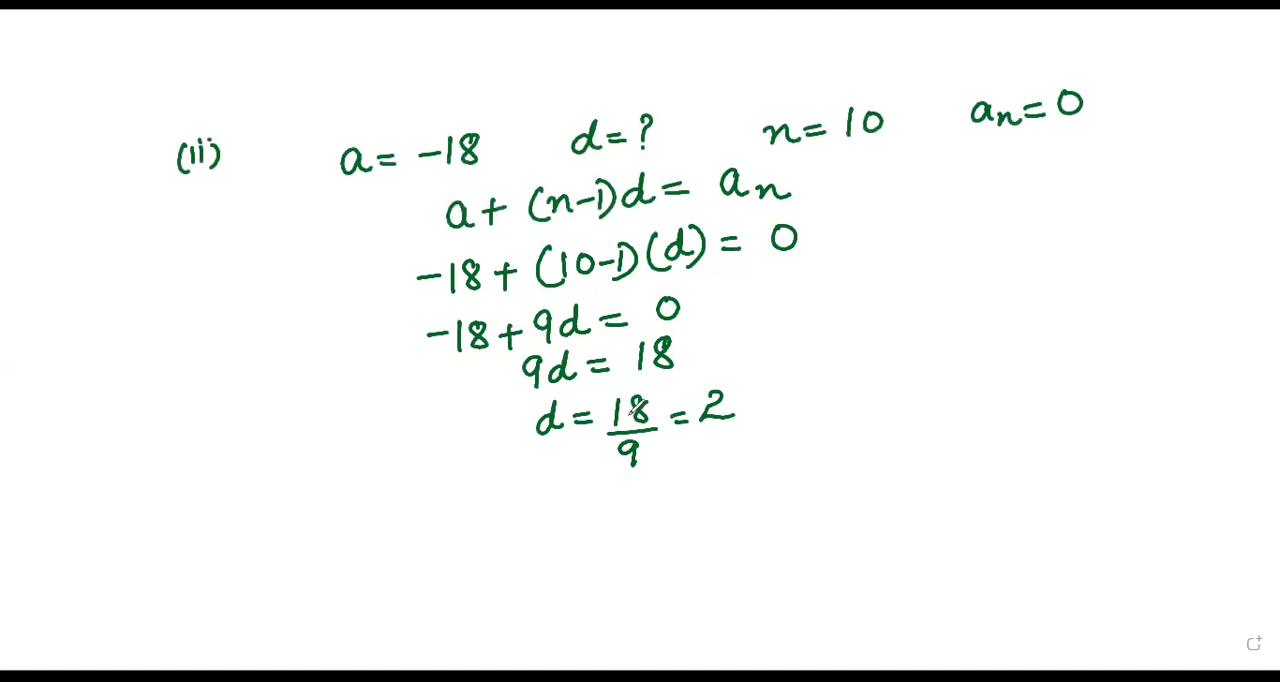 (ii) a = -18 d = ? n = 10 an = 0
a + (n-1)d = an
-18 + (10-1)(d) = 0
-18 + 9d = 0
9d = 18
d = 18/9 = 2